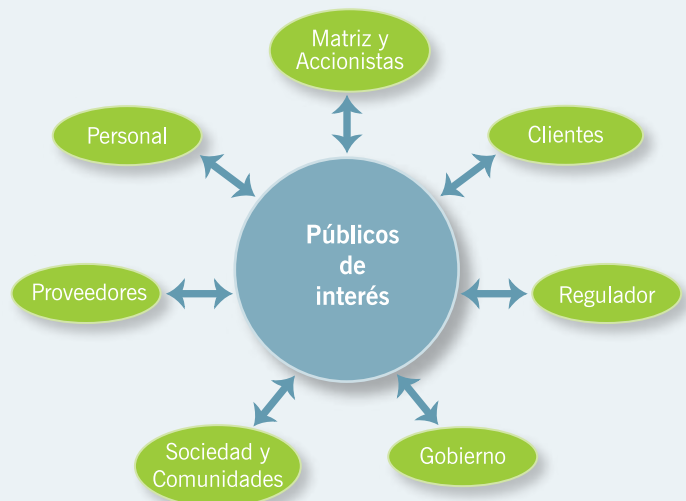 Matriz y
Accionistas
Personal
Clientes
Públicos
de
interés
Proveedores
Regulador
Sociedad y
Comunidades
Gobierno